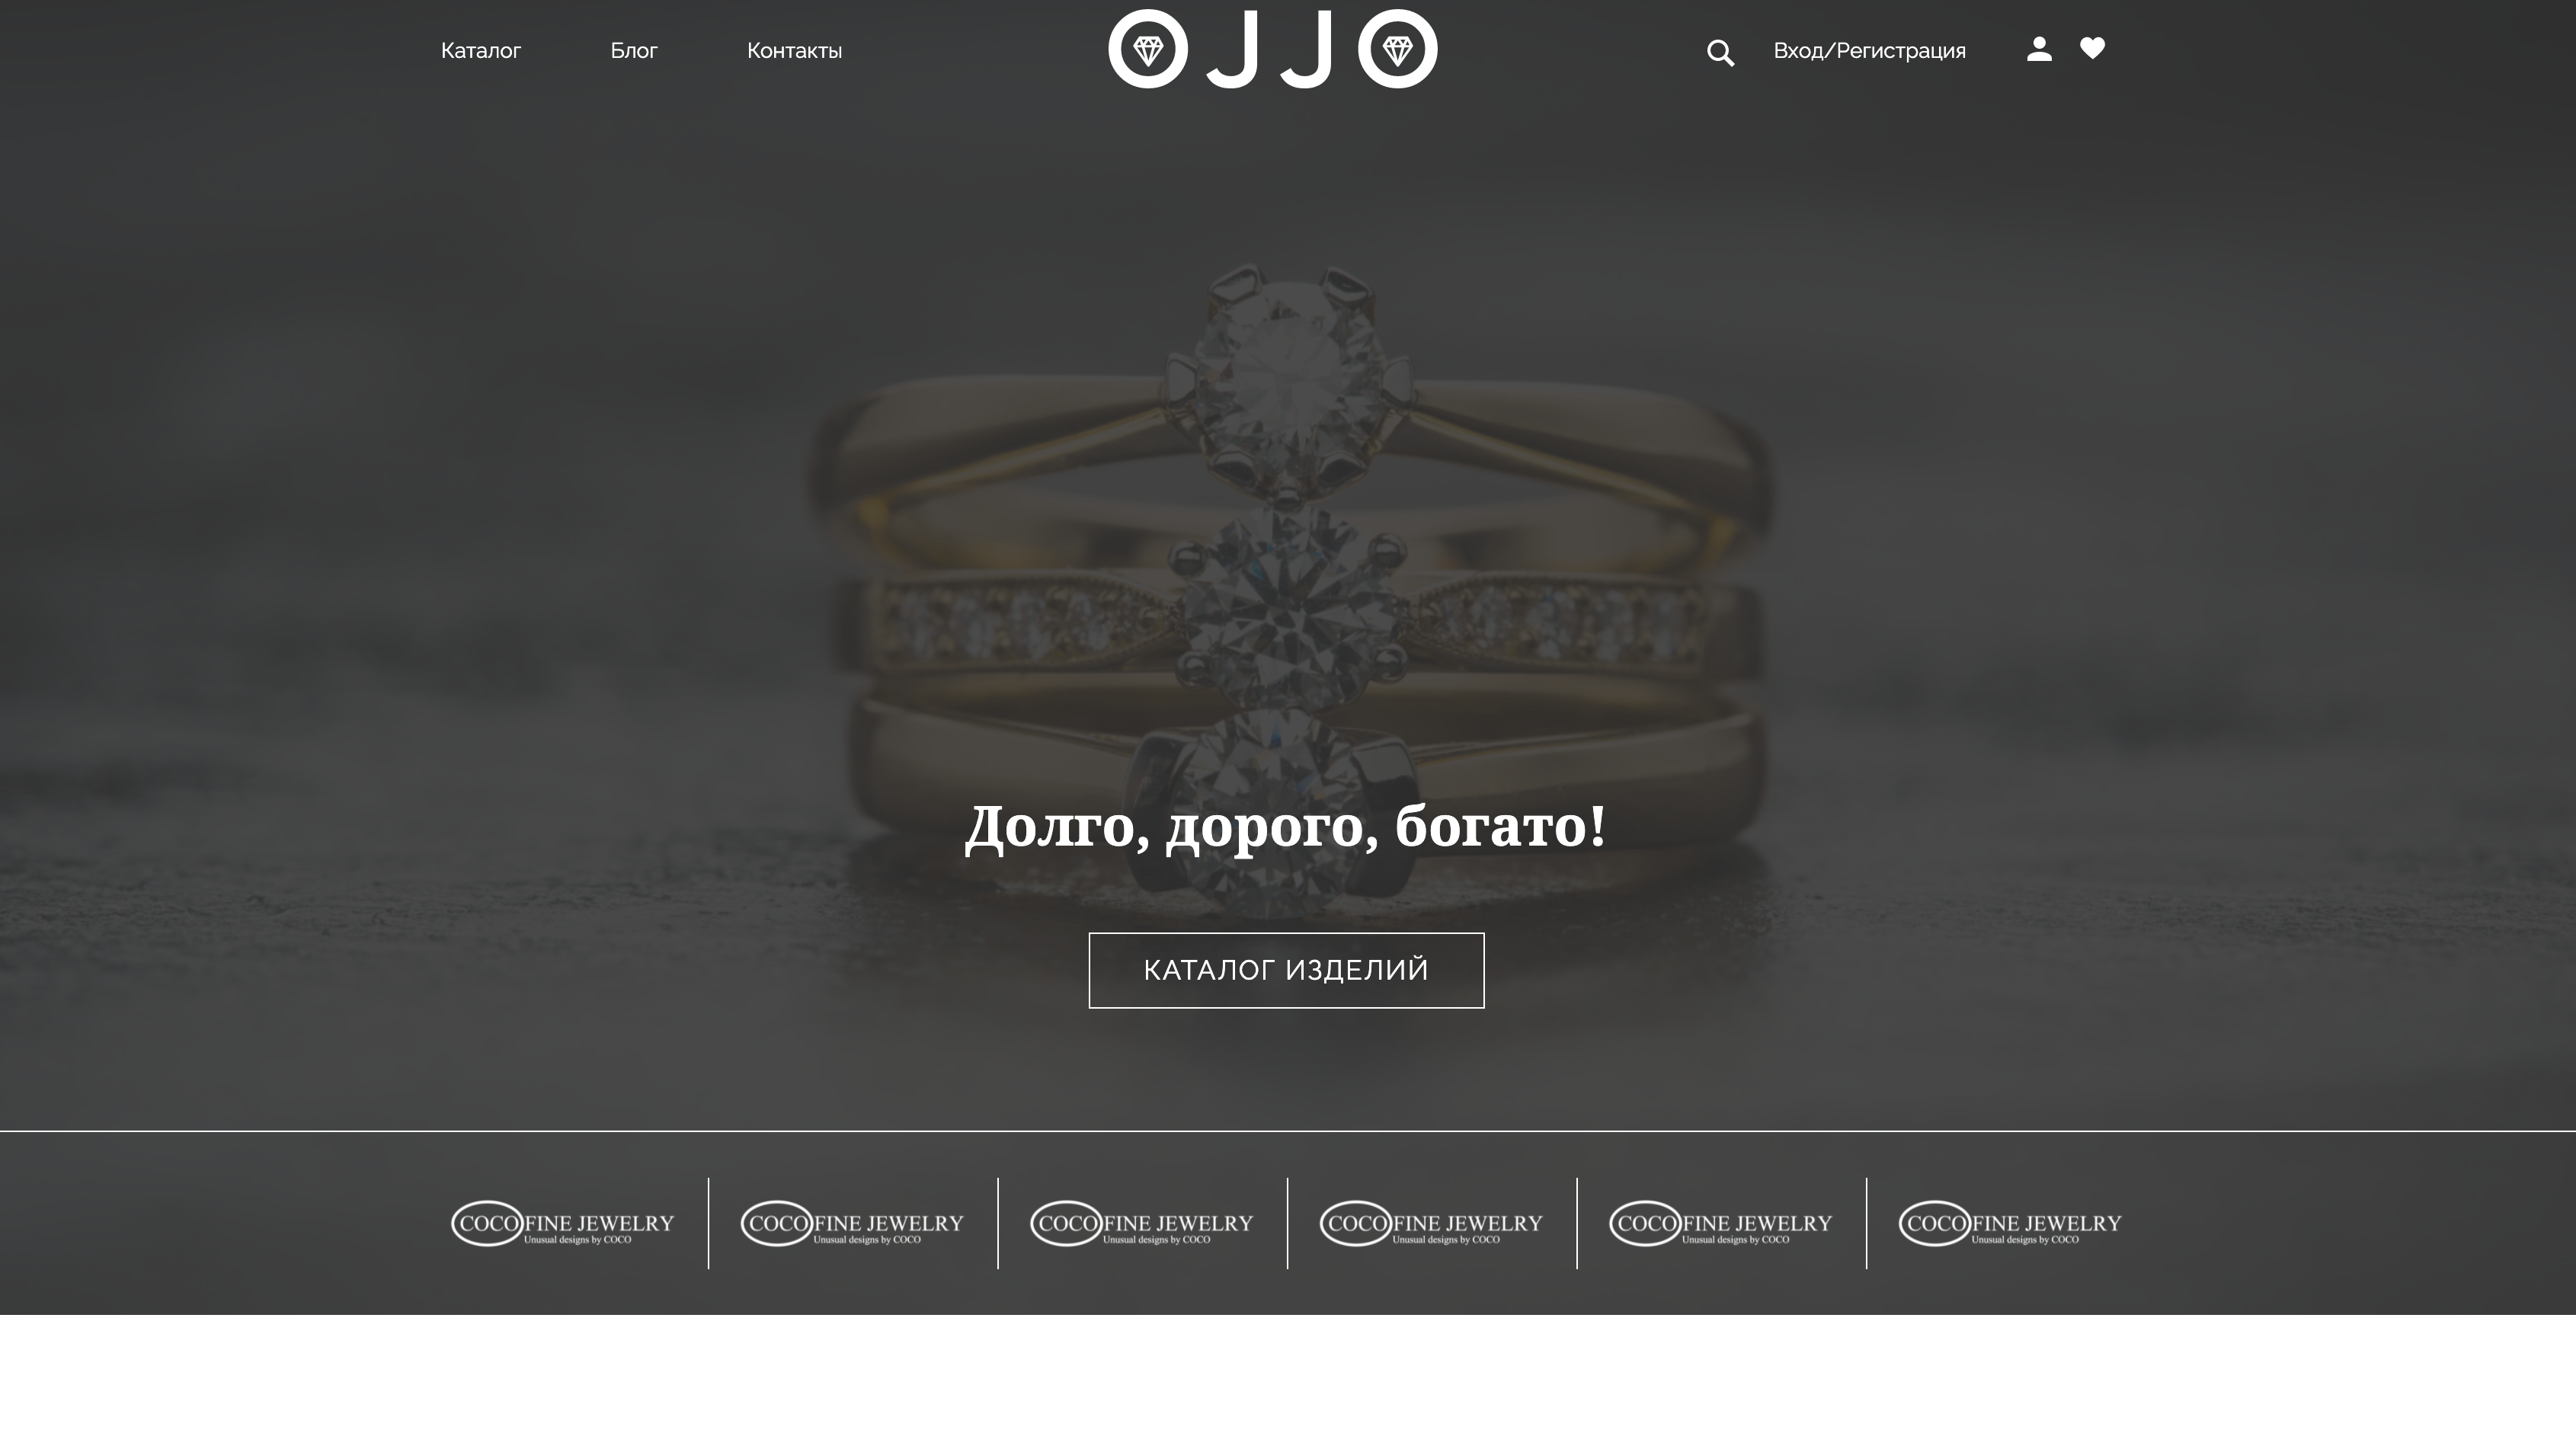 Каталог
Блог
Контакты
OJJO
Вход/Регистрация
Долго, дорого, богато!
КАТАЛОГ ИЗДЕЛИЙ
COCO FINE JEWELRY
Unusual designs by COCO
COCO FINE JEWELRY
Unusual designs by COCO
COCO FINE JEWELRY
Unusual designs by COCO
COCO FINE JEWELRY
Unusual designs by COCO
COCO FINE JEWELRY
Unusual designs by COCO
COCO FINE JEWELRY
Unusual designs by COCO